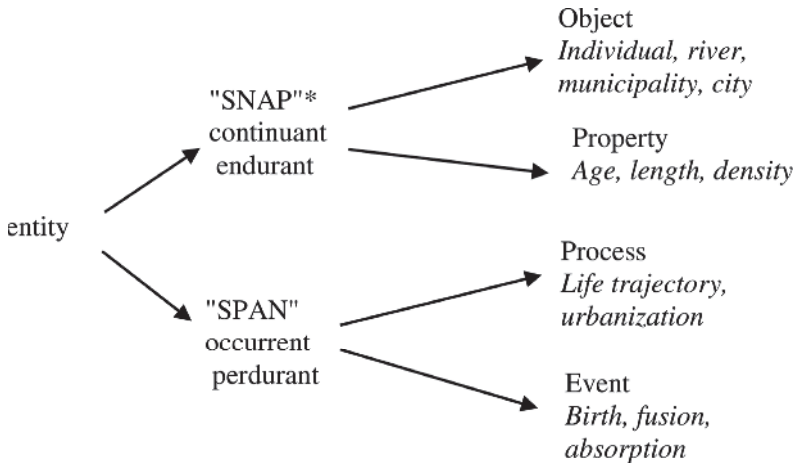 Object
Individual, river,
municipality, city
"SNAP"*
continuant
endurant
Property
Age, length, density
entity
Process
Life trajectory,
urbanization
"SPAN"
occurrent
perdurant
Event
Birth, fusion,
absorption